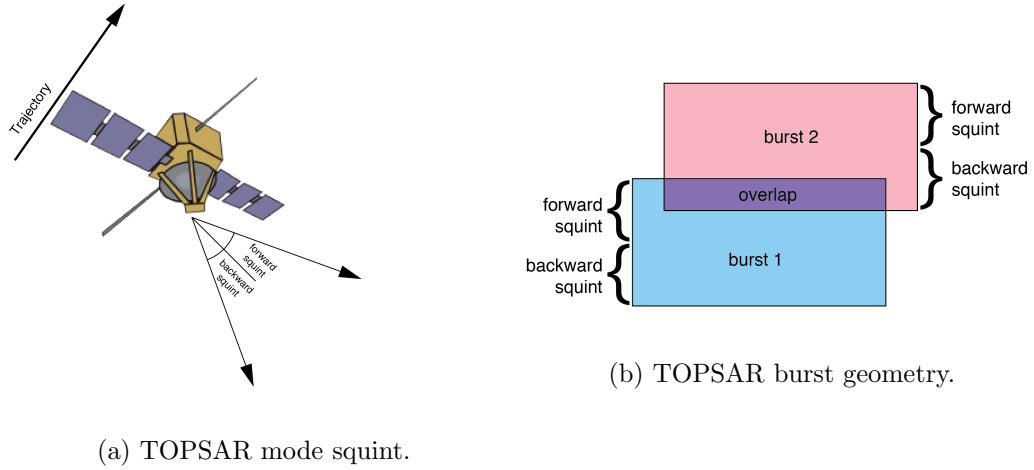 Trajectory
forward
squint
backward
squint
(a) TOPSAR mode squint.
burst 2
forward
squint
backward
squint
overlap
forward
squint
burst 1
backward
squint
(b) TOPSAR burst geometry.